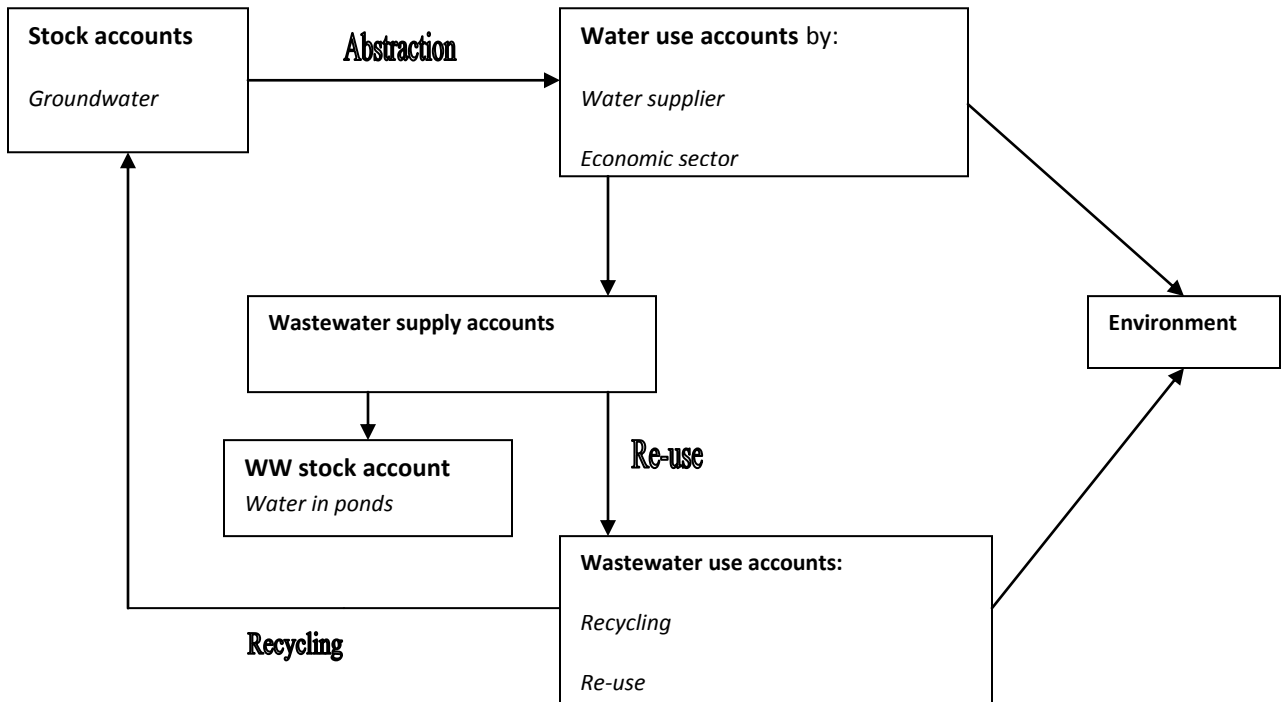 Stock accounts
Groundwater
Abstraction
Water use accounts by:
Water supplier
Economic sector
Wastewater supply accounts
Environment
WW stock account
Water in ponds
Re-use
Wastewater use accounts:
Recycling
Re-use
Recycling